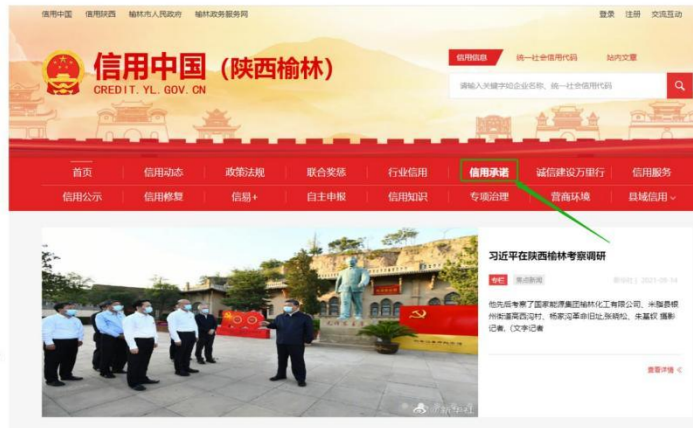 信用中国 信用陕西 榆林市人民政府 榆林政务服务网 登录 注册 交流互动
信用中国（陕西榆林）
CREDIT.YL.GOV.CN
信用信息 统一社会信用代码 站内文章
请输入关键字如企业名称、统一社会信用代码
首页 信用动态 政策法规 联合奖惩 行业信用 信用承诺 诚信建设万里行 信用服务
信用公示 信用修复 信易+ 自主申报 信用知识 专项治理 营商环境 县域信用
习近平在陕西榆林考察调研
专栏 焦点新闻 新华社 | 2021-09-14
他先后考察了国家能源集团榆林化工有限公司、米脂县银
州街道高西沟村、杨家沟革命旧址,张晓松、朱基钗 摄影
记者、(文字记者
查看详情